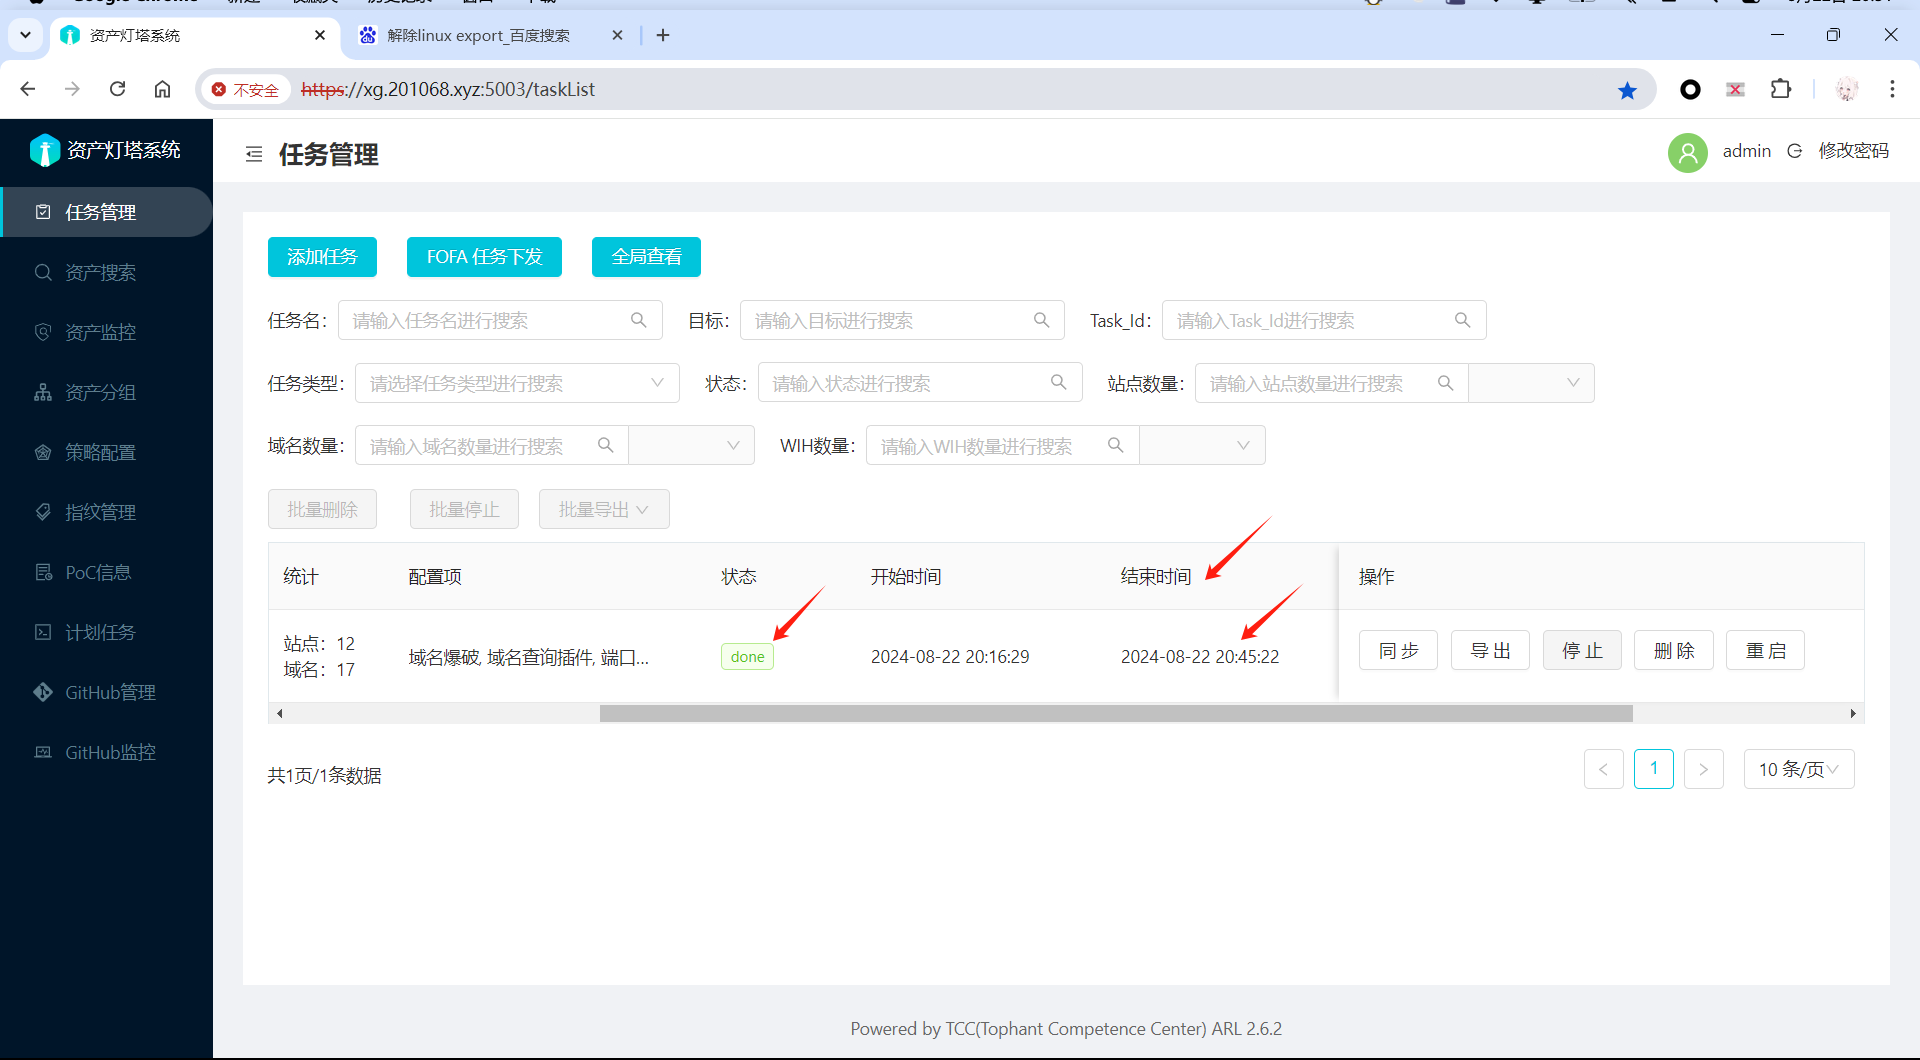 资产灯塔系统
解除linux export_百度搜索
不安全
https://xg.201068.xyz:5003/taskList
资产灯塔系统
任务管理
admin
修改密码
任务管理
资产搜索
资产监控
资产分组
策略配置
指纹管理
PoC信息
计划任务
GitHub管理
GitHub监控
添加任务
FOFA 任务下发
全局查看
任务名: 请输入任务名进行搜索
目标: 请输入目标进行搜索
Task_Id: 请输入Task_Id进行搜索
任务类型: 请选择任务类型进行搜索
状态: 请输入状态进行搜索
站点数量: 请输入站点数量进行搜索
域名数量: 请输入域名数量进行搜索
WIH数量: 请输入WIH数量进行搜索
批量删除
批量停止
批量导出
统计 配置项 状态 开始时间 结束时间 操作
站点: 12
域名: 17
域名爆破, 域名查询插件, 端口...
done
2024-08-22 20:16:29
2024-08-22 20:45:22
同 步
导 出
停 止
删 除
重 启
共1页/1条数据
1
10 条/页
Powered by TCC(Tophant Competence Center) ARL 2.6.2